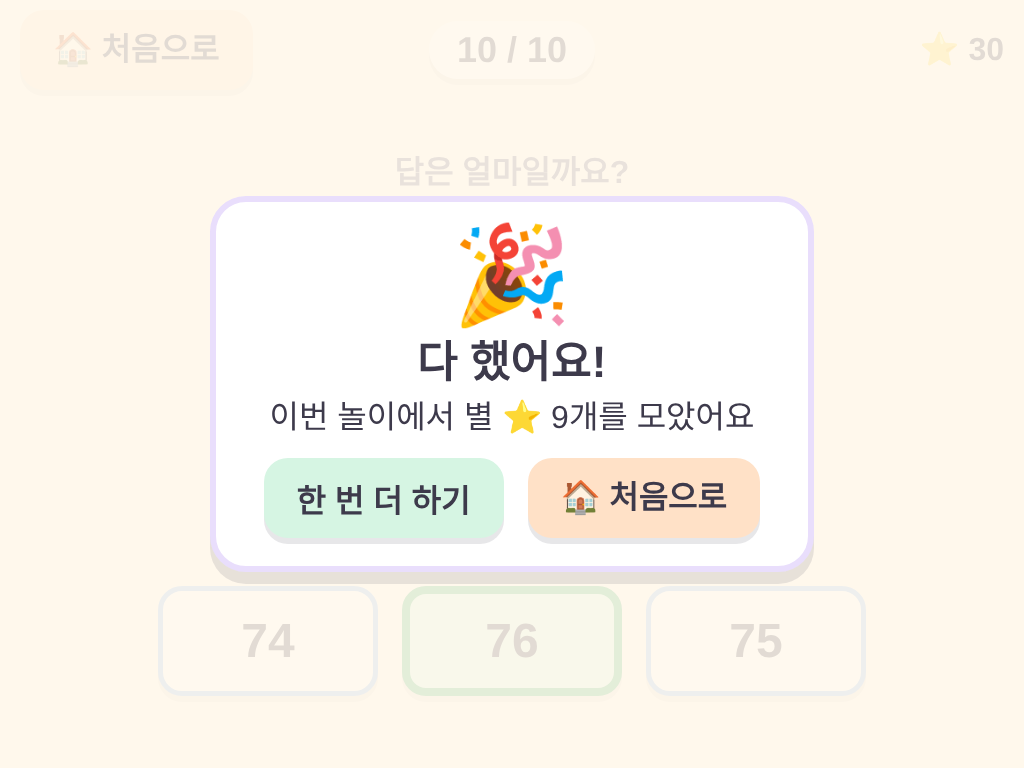 🏠 처음으로
10 / 10
⭐ 30
답은 얼마일까요?
다 했어요!
이번 놀이에서 별 ⭐ 9개를 모았어요
한 번 더 하기
🏠 처음으로
74
76
75